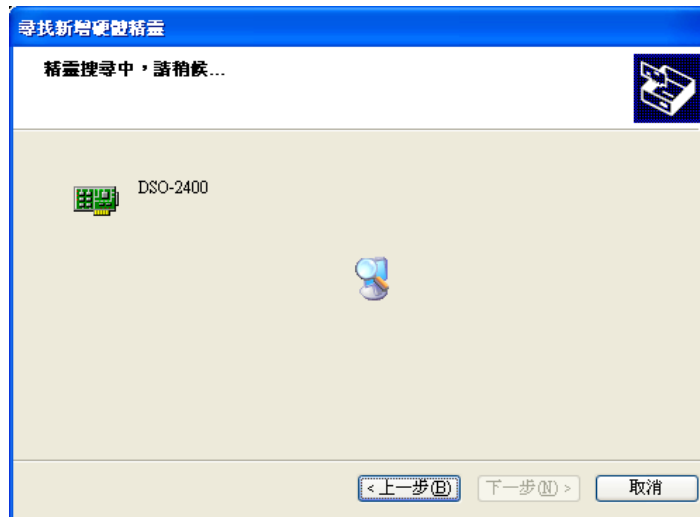 尋找新增硬體精靈
精靈搜尋中，請稍候...
DSO-2400
<上一步(B)
下一步(N) >
取消